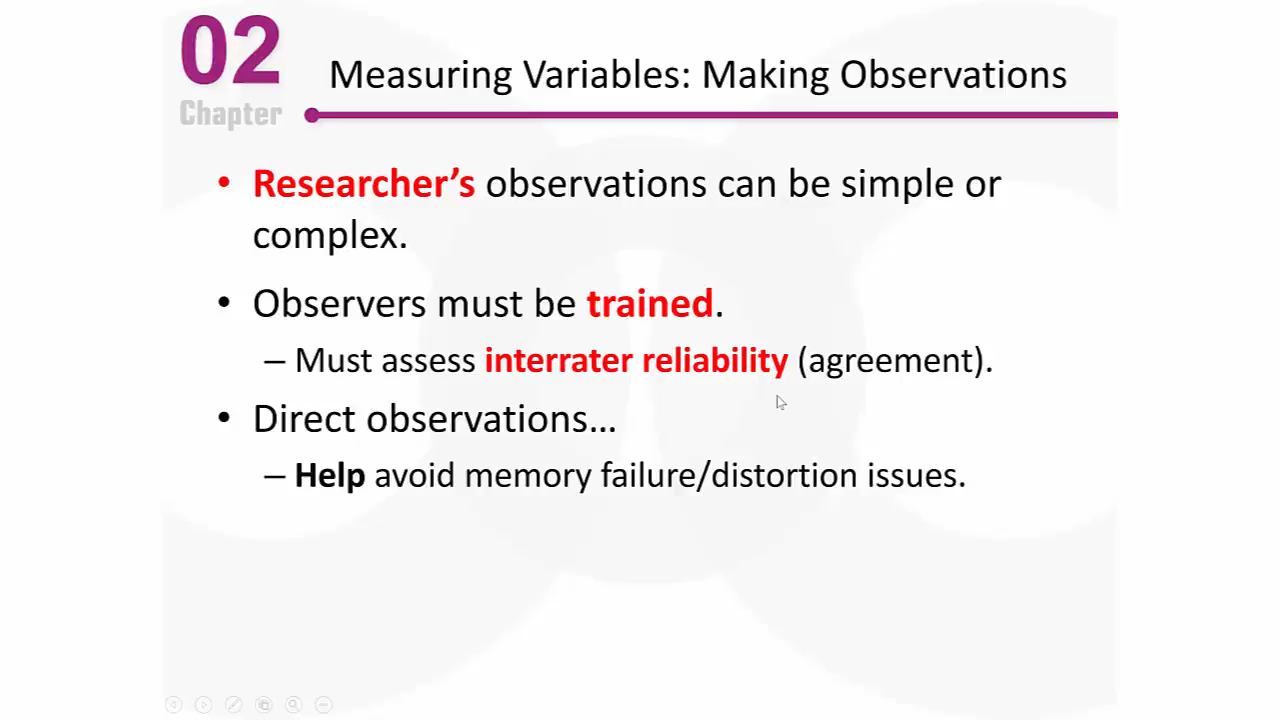 02
Chapter
Measuring Variables: Making Observations
• Researcher’s observations can be simple or
complex.
• Observers must be trained.
– Must assess interrater reliability (agreement).
• Direct observations…
– Help avoid memory failure/distortion issues.